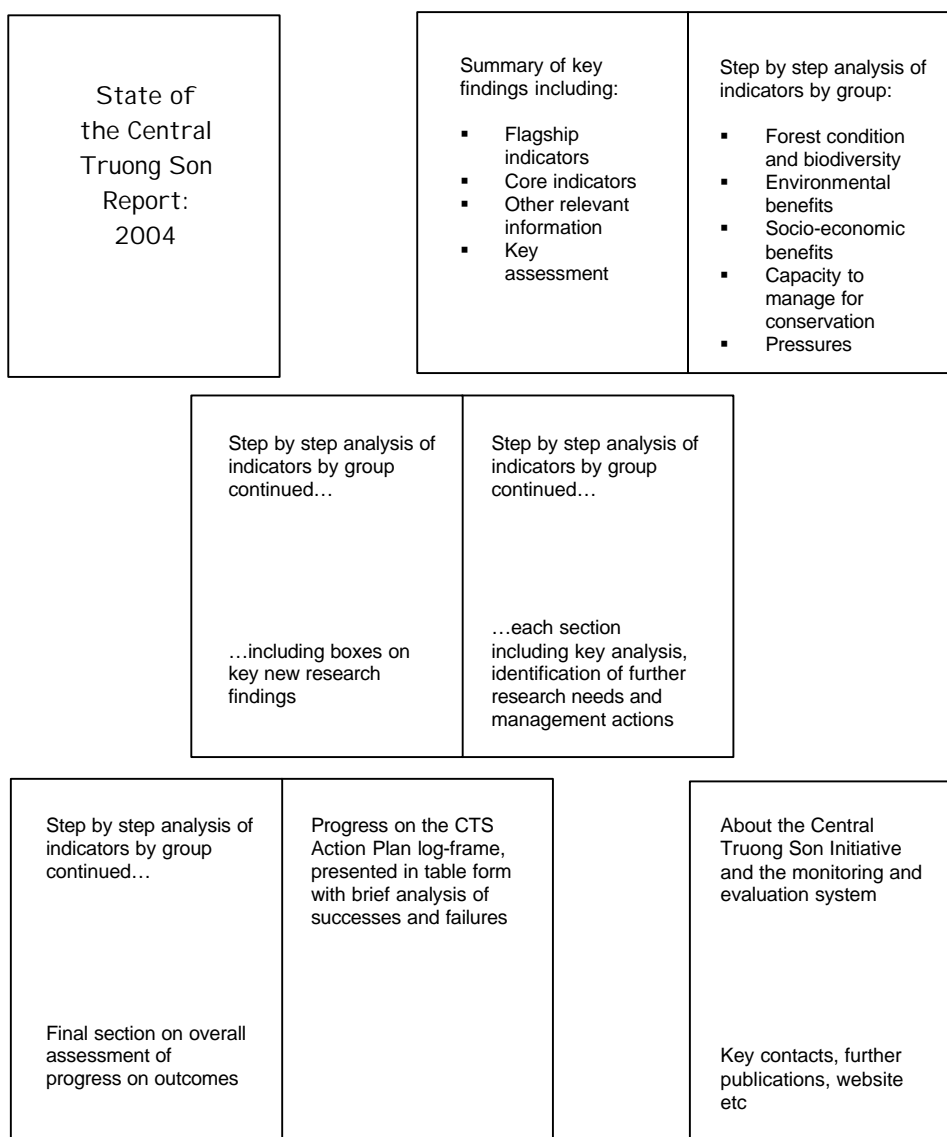 State of
the Central
Truong Son
Report:
2004
Summary of key
findings including:
▪ Flagship
indicators
▪ Core indicators
▪ Other relevant
information
▪ Key
assessment
Step by step analysis of
indicators by group:
▪ Forest condition
and biodiversity
▪ Environmental
benefits
▪ Socio-economic
benefits
▪ Capacity to
manage for
conservation
▪ Pressures
Step by step analysis of
indicators by group
continued…
…including boxes on
key new research
findings
Step by step analysis of
indicators by group
continued…
…each section
including key analysis,
identification of further
research needs and
management actions
Step by step analysis of
indicators by group
continued…
Final section on overall
assessment of
progress on outcomes
Progress on the CTS
Action Plan log-frame,
presented in table form
with brief analysis of
successes and failures
About the Central
Truong Son Initiative
and the monitoring and
evaluation system
Key contacts, further
publications, website
etc